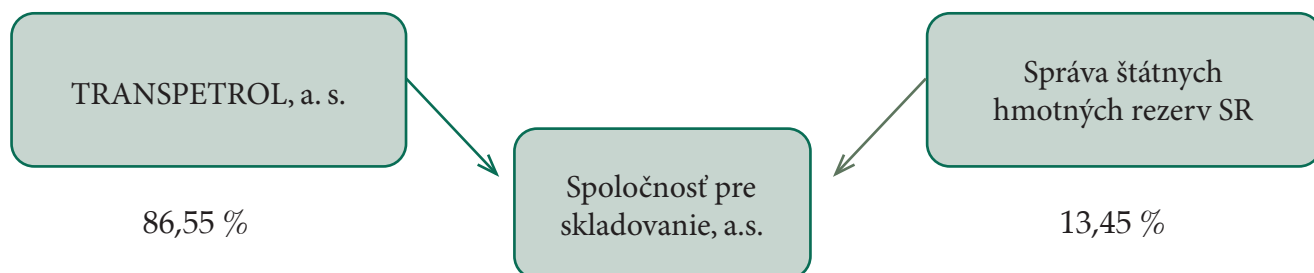 TRANSPETROL, a. s.
86,55 %
Spoločnosť pre
skladovanie, a.s.
Správa štátnych
hmotných rezerv SR
13,45 %